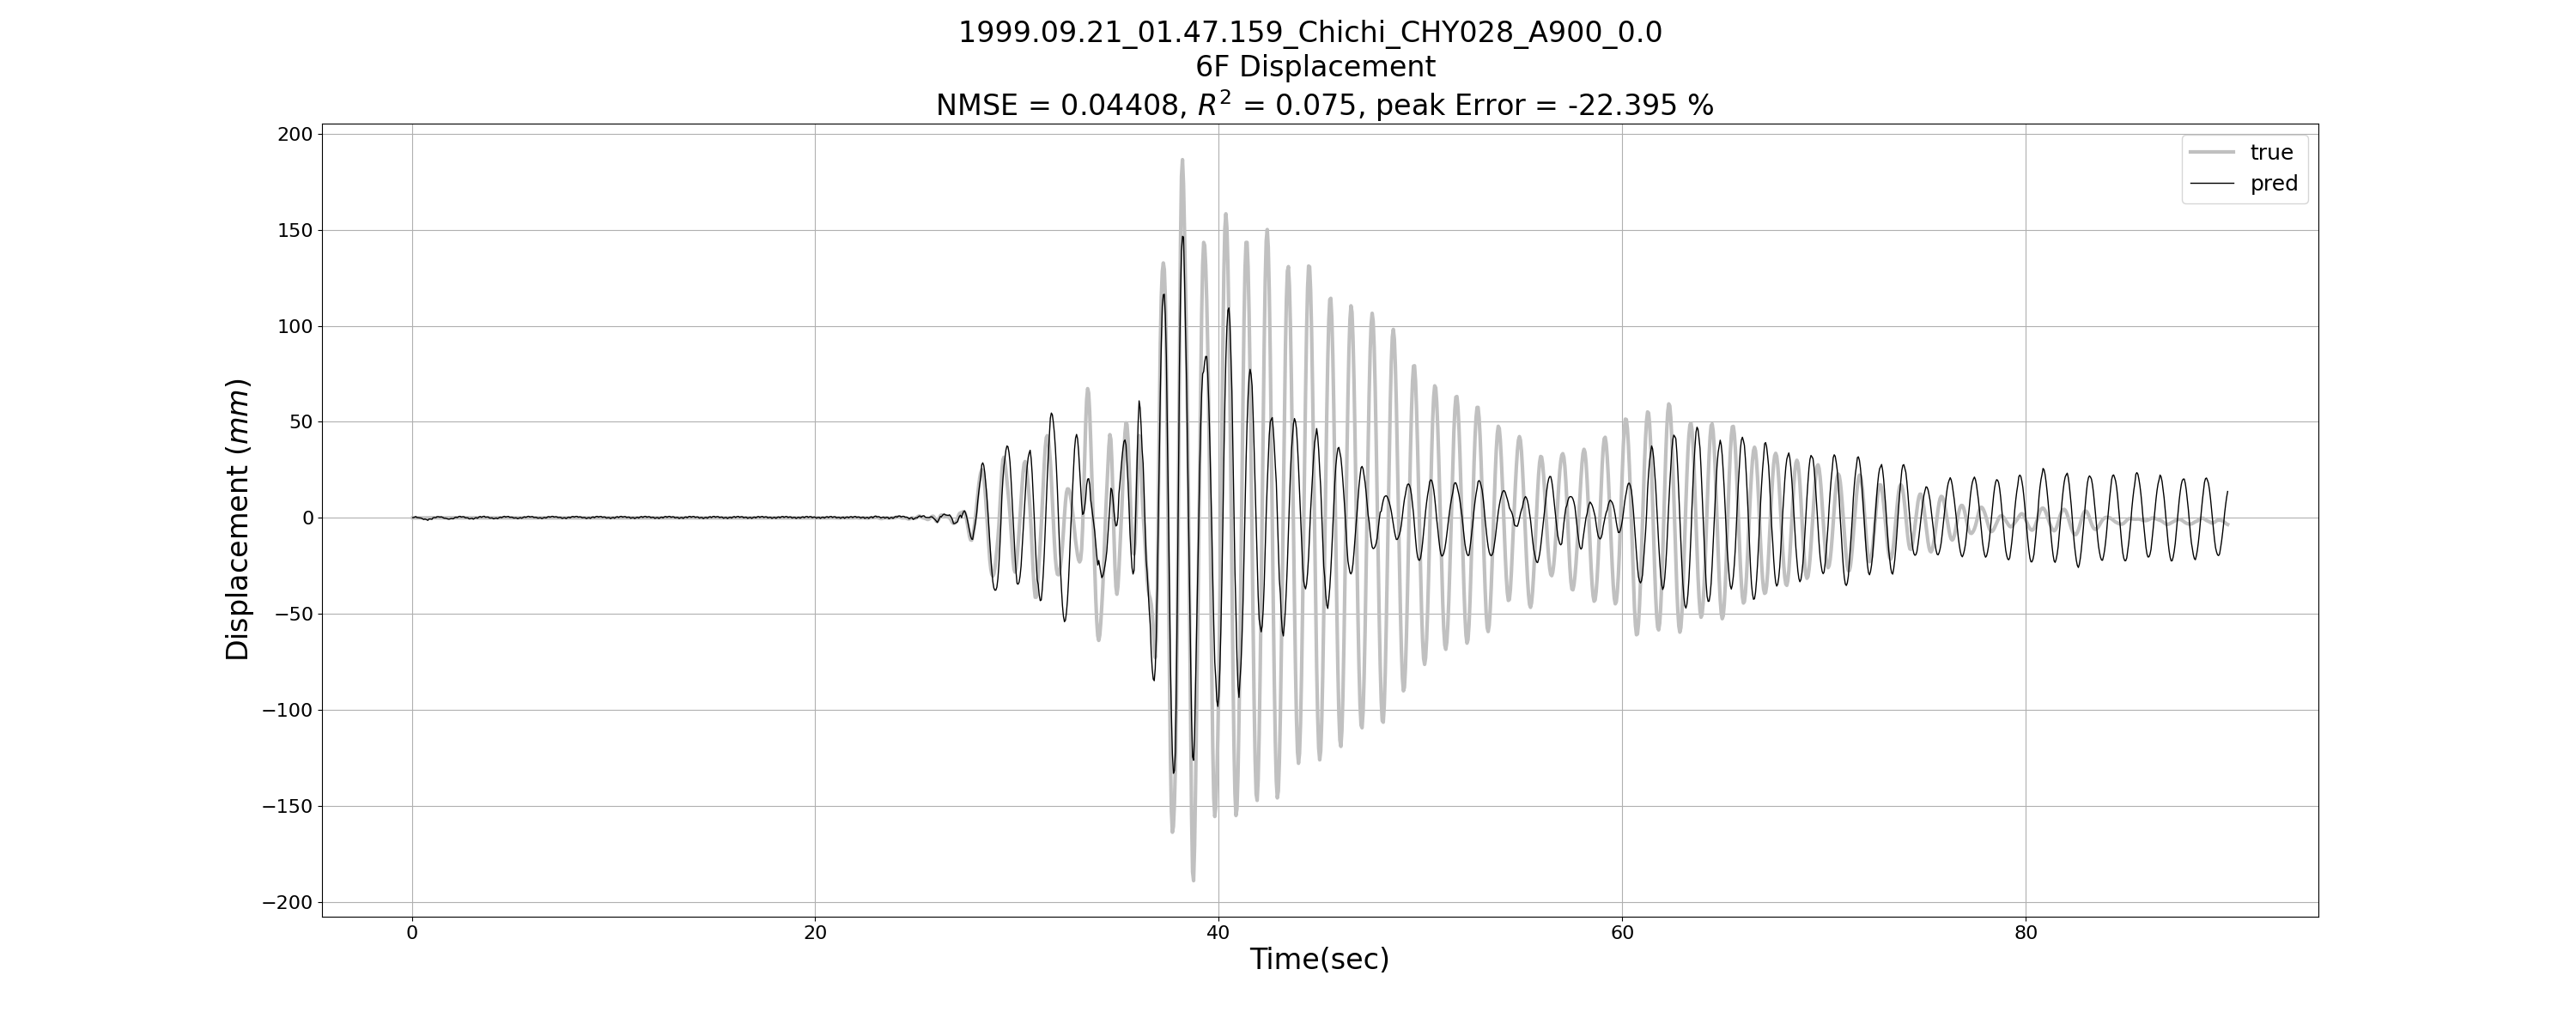 1999.09.21_01.47.159_Chichi_CHY028_A900_0.0
6F Displacement
NMSE = 0.04408, R² = 0.075, peak Error = -22.395 %
true
pred
Displacement (mm)
200
150
100
50
0
−50
−100
−150
−200
0 20 40 60 80
Time(sec)